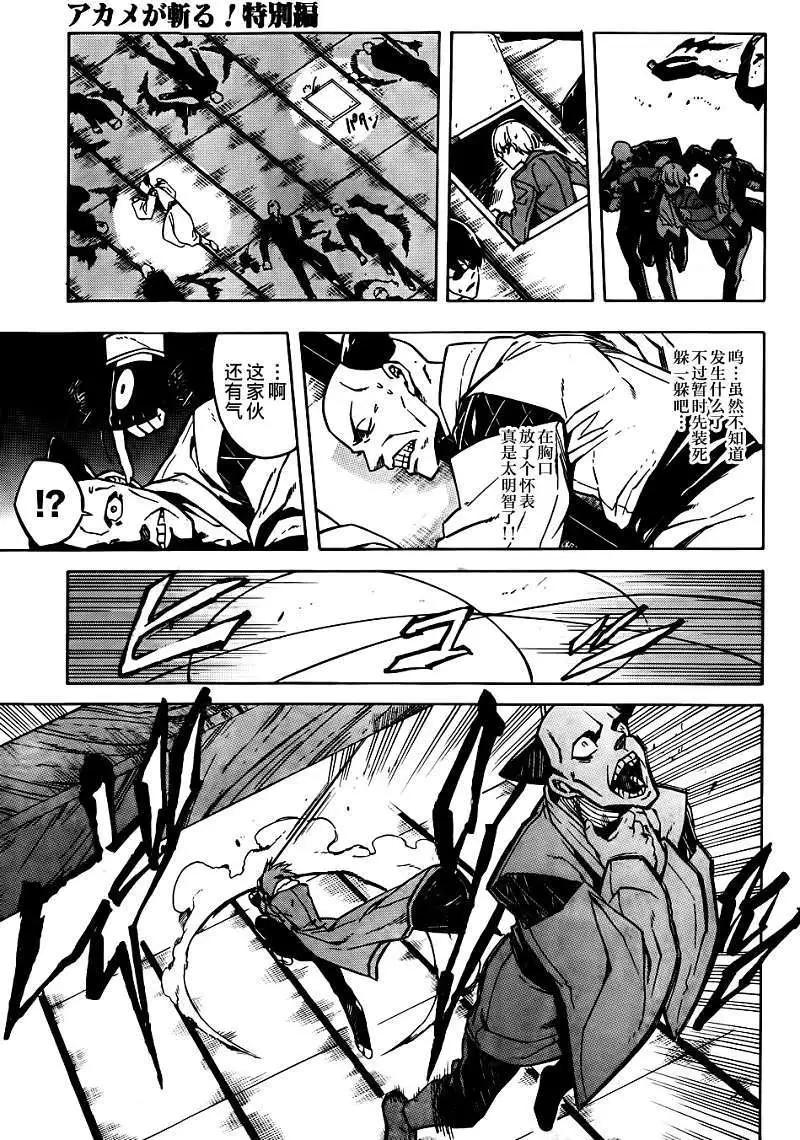 アカメが斬る！特別編
パタン
呜…虽然不知道
发生什么了
不过暂时先装死
躲一躲吧…
在胸口
放了个怀表
真是太明智了!!
…啊
这家伙
还有气
!?
ヒュン